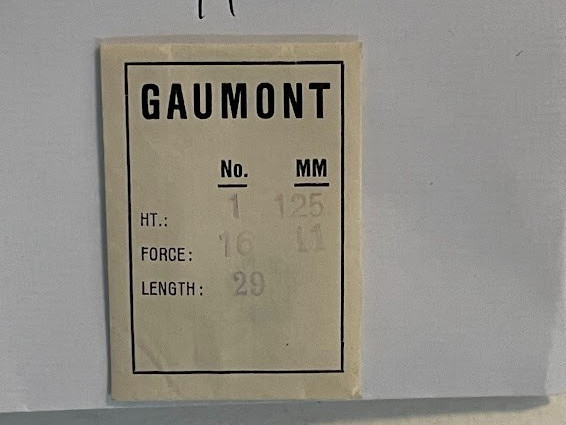 GAUMONT
No. MM
HT.: 1 125
FORCE: 16 11
LENGTH: 29